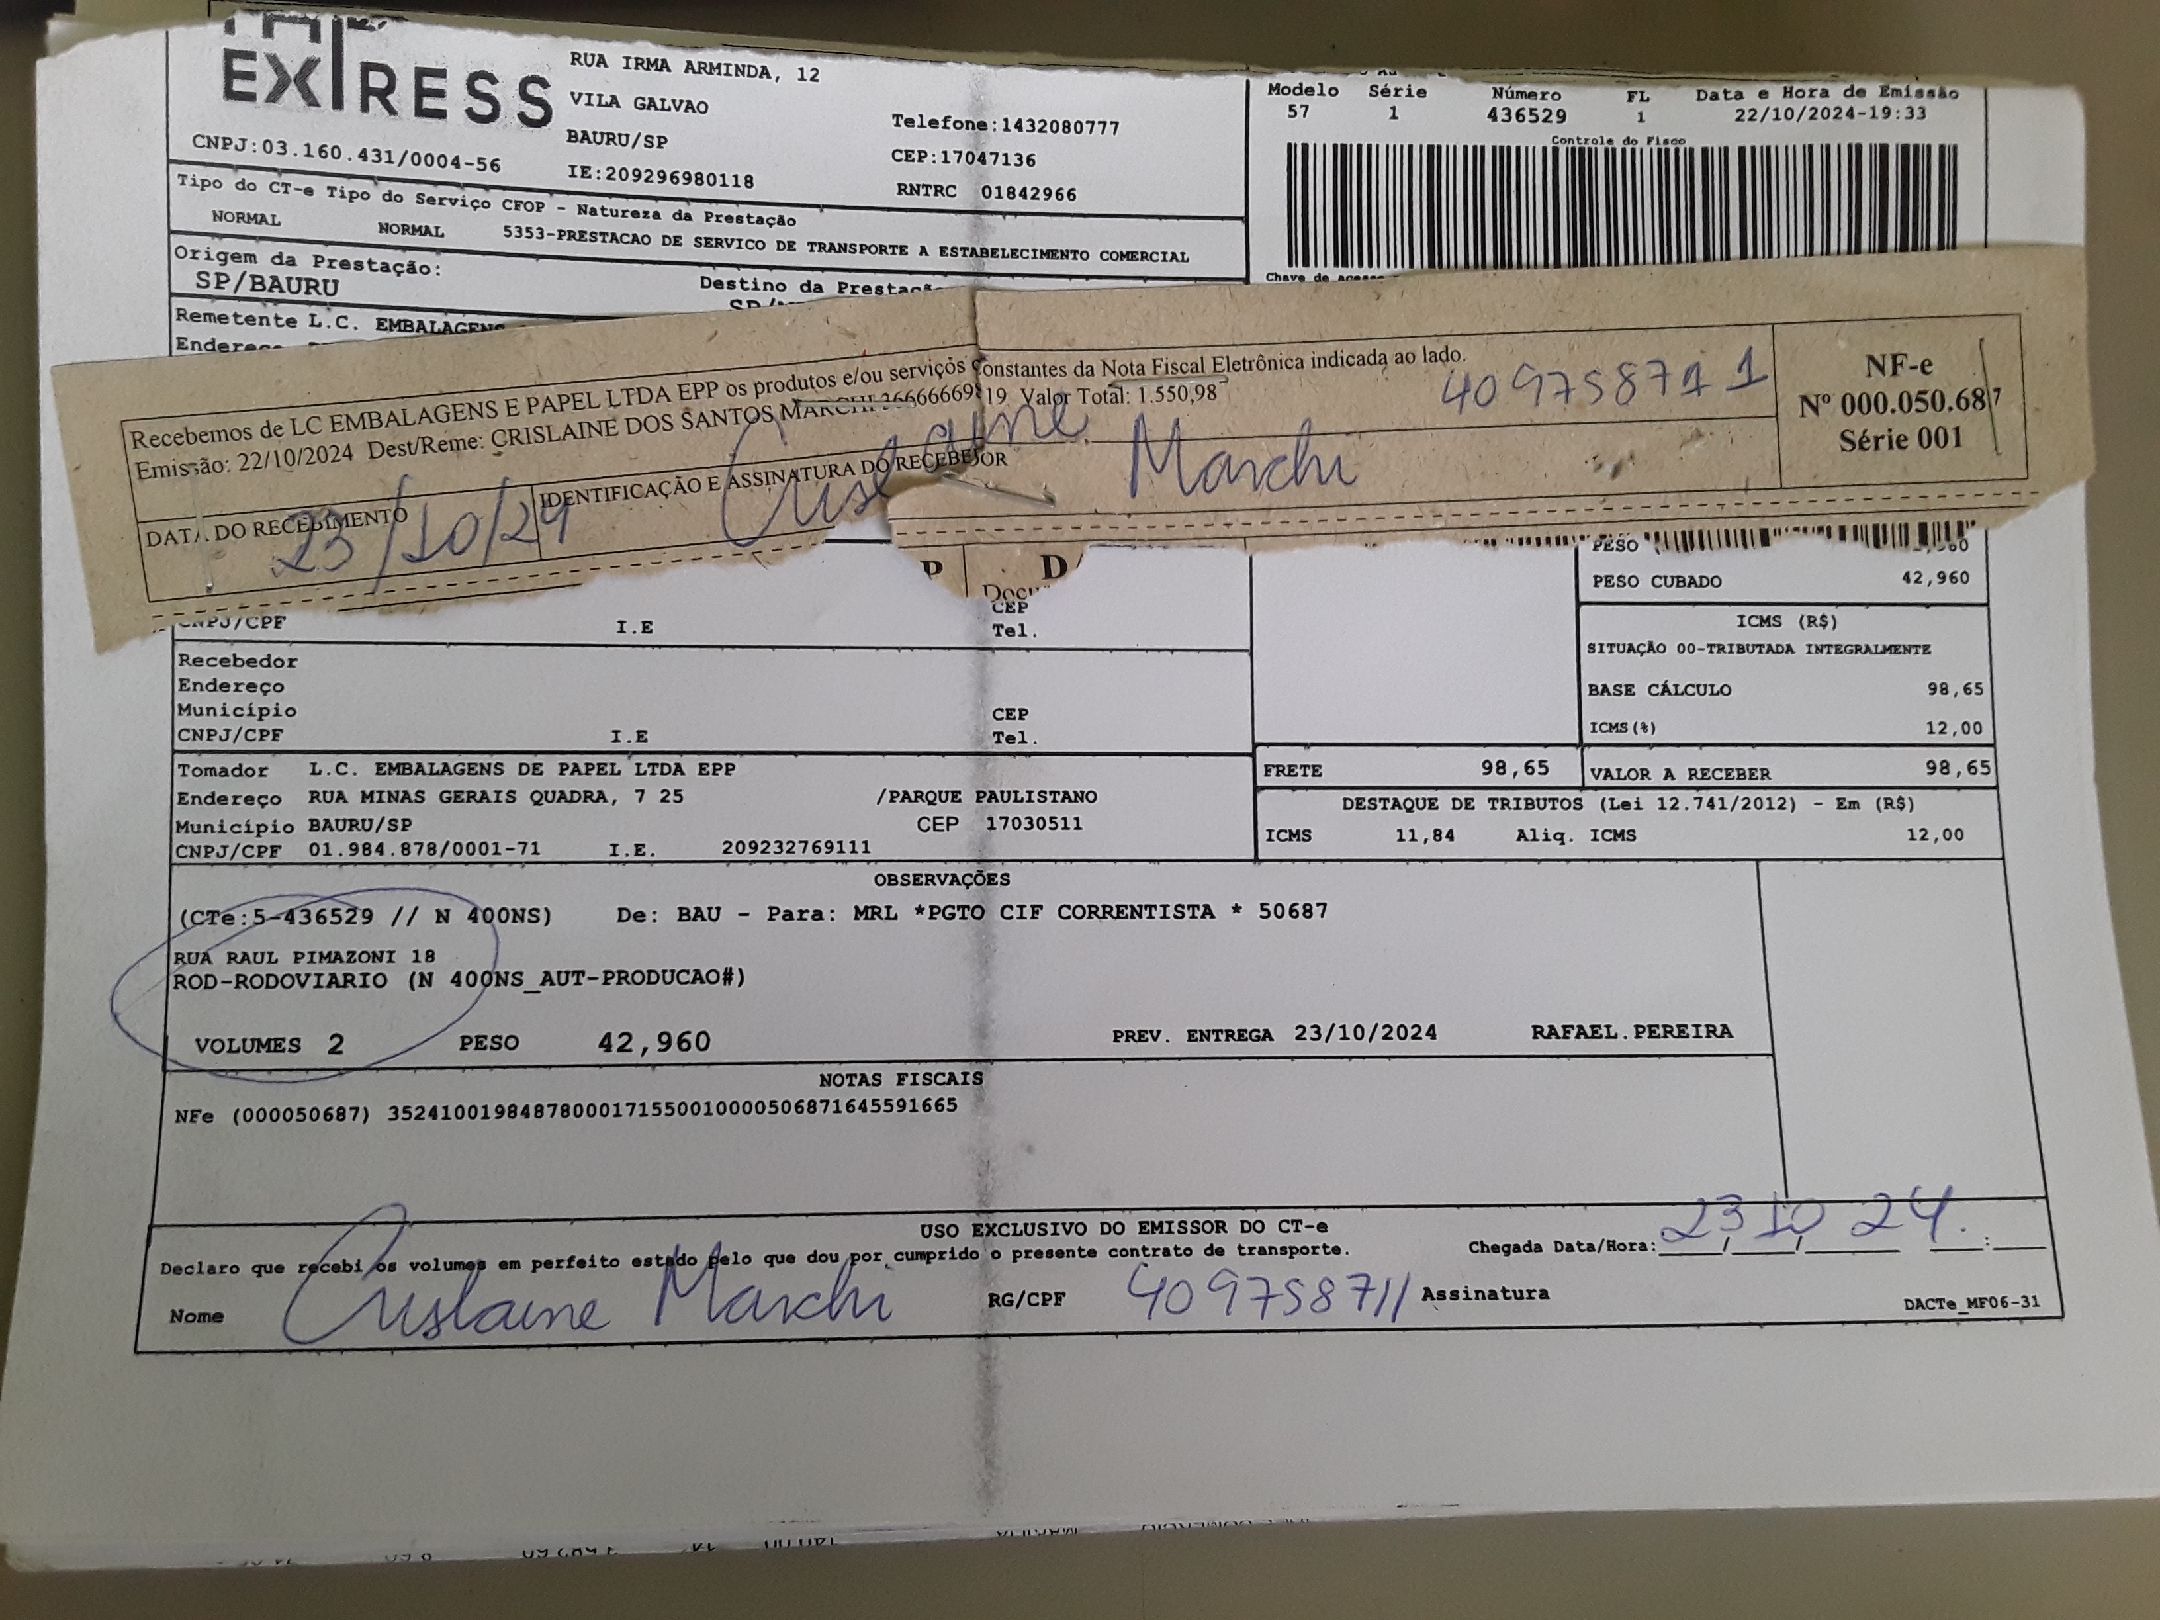 EXPRESS
CNPJ:03.160.431/0004-56
RUA IRMA ARMINDA, 12
VILA GALVAO
BAURU/SP
IE:209296980118
Telefone:1432080777
CEP:17047136
RNTRC 01842966
Modelo Série Número FL Data e Hora de Emissão
57 1 436529 1 22/10/2024-19:33
Controle do Fisco
Chave de
Tipo do CT-e Tipo do Serviço CFOP - Natureza da Prestação
NORMAL NORMAL 5353-PRESTACAO DE SERVICO DE TRANSPORTE A ESTABELECIMENTO COMERCIAL
Origem da Prestação: Destino da
SP/BAURU
Remetente L.C. EMBALAGENS
Recebemos de LC EMBALAGENS E PAPEL LTDA EPP os produtos e/ou serviços Constantes da Nota Fiscal Eletrônica indicada ao lado.
Emissão: 22/10/2024 Dest/Reme: CRISLAINE DOS SANTOS MARCHI Valor Total: 1.550,98
409758711
DATA DO RECEBIMENTO
23/10/24
IDENTIFICAÇÃO E ASSINATURA DO RECEBEDOR
Crislaine Marchi
NF-e
Nº 000.050.687
Série 001
PESO
PESO CUBADO 42,960
CNPJ/CPF I.E
CEP
Tel.
ICMS (R$)
SITUAÇÃO 00-TRIBUTADA INTEGRALMENTE
BASE CÁLCULO 98,65
ICMS(%) 12,00
Recebedor
Endereço
Município CEP
CNPJ/CPF I.E Tel.
FRETE 98,65 VALOR A RECEBER 98,65
Tomador L.C. EMBALAGENS DE PAPEL LTDA EPP
Endereço RUA MINAS GERAIS QUADRA, 7 25 /PARQUE PAULISTANO
Município BAURU/SP CEP 17030511
CNPJ/CPF 01.984.878/0001-71 I.E. 209232769111
DESTAQUE DE TRIBUTOS (Lei 12.741/2012) - Em (R$)
ICMS 11,84 Aliq. ICMS 12,00
OBSERVAÇÕES
(CTe:5-436529 // N 400NS) De: BAU - Para: MRL *PGTO CIF CORRENTISTA * 50687
RUA RAUL PIMAZONI 18
ROD-RODOVIARIO (N 400NS_AUT-PRODUCAO#)
VOLUMES 2 PESO 42,960 PREV. ENTREGA 23/10/2024 RAFAEL.PEREIRA
NOTAS FISCAIS
NFe (000050687) 35241001984878000171550010000506871645591665
USO EXCLUSIVO DO EMISSOR DO CT-e
Declaro que recebi os volumes em perfeito estado pelo que dou por cumprido o presente contrato de transporte.
Chegada Data/Hora: 23/10/24.
Nome Crislaine Marchi RG/CPF 409758711 Assinatura
DACTe_MF06-31